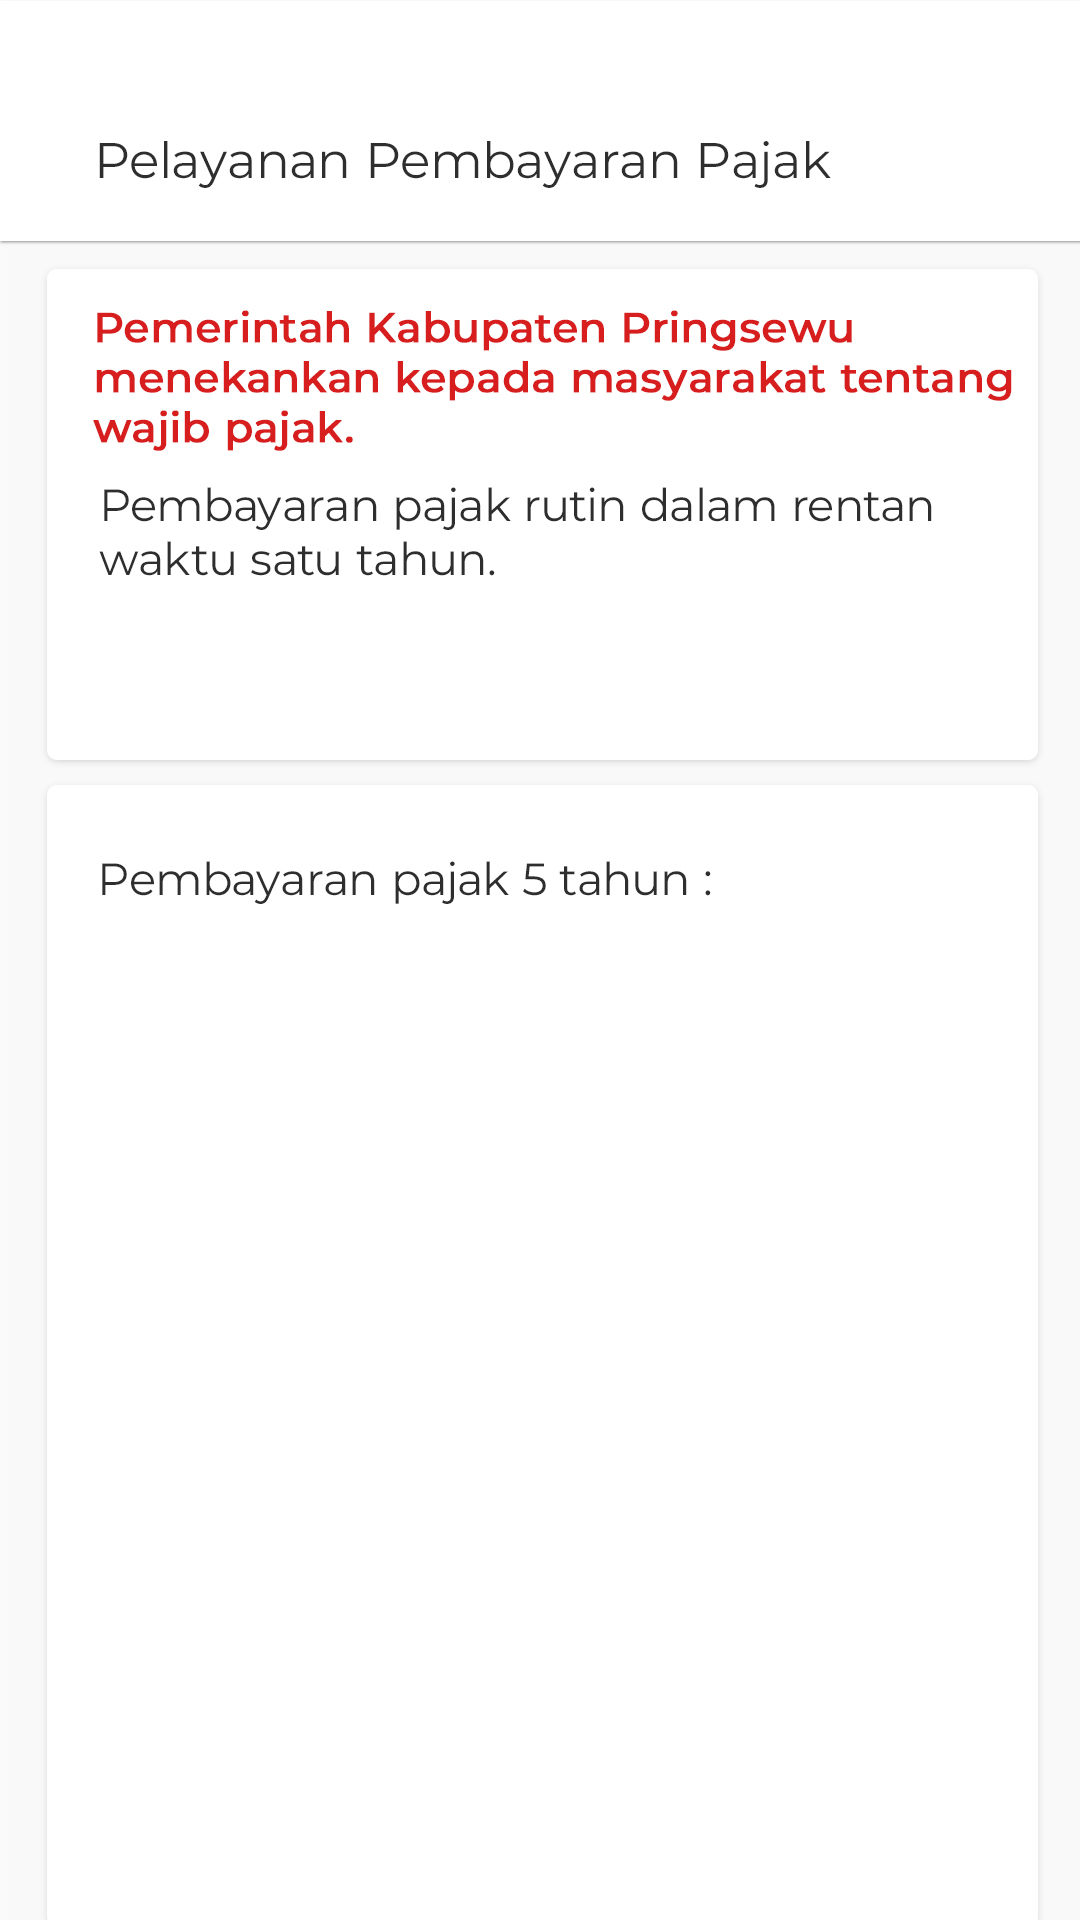 Pelayanan Pembayaran Pajak
Pemerintah Kabupaten Pringsewu
menekankan kepada masyarakat tentang
wajib pajak.
Pembayaran pajak rutin dalam rentan
waktu satu tahun.
Pembayaran pajak 5 tahun :